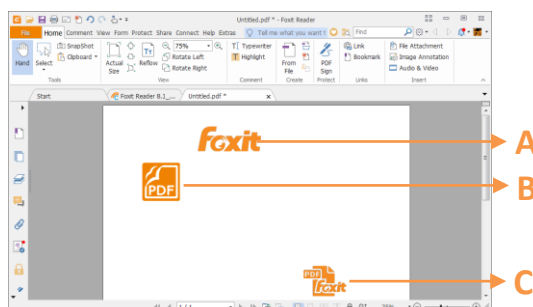 Untitled.pdf * - Foxit Reader
File Home Comment View Form Protect Share Connect Help Extras Tell me what you want t Find
Hand
Select
SnapShot
Clipboard
Actual Size
Reflow
75%
Rotate Left
Rotate Right
Typewriter
Highlight
From File
PDF Sign
Link
Bookmark
File Attachment
Image Annotation
Audio & Video
Tools View Comment Create Protect Links Insert
Start Foxit Reader 8.1_... Untitled.pdf *
Foxit
A
PDF
B
PDF
Foxit
C
1 / 1 75%